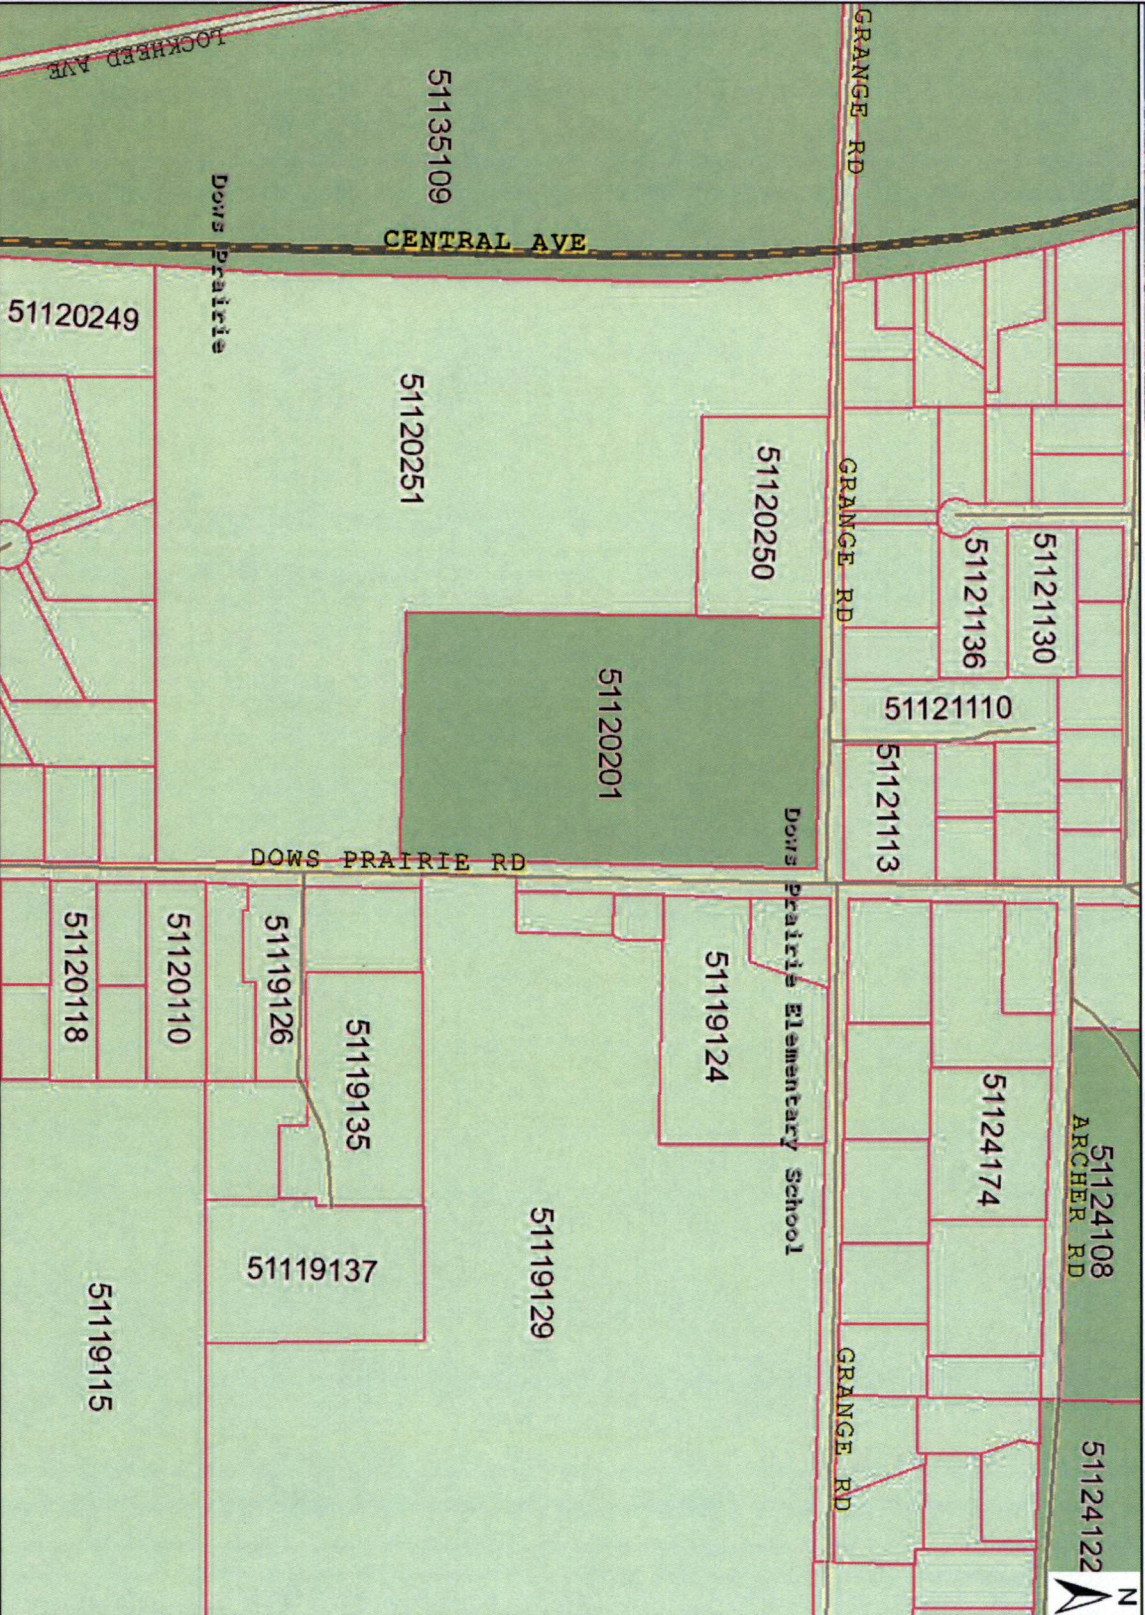 N
51124108
51124122
ARCHER RD
51121130
51124174
51121136
51121110
51121113
GRANGE RD
GRANGE RD
GRANGE RD
Dows Prairie Elementary School
51120250
51119124
51120201
51119129
CENTRAL AVE
51135109
51120251
DOWS PRAIRIE RD
51119135
51119137
51119126
Dows Prairie
51120110
LOCKHEED AVE
51119115
51120249
51120118